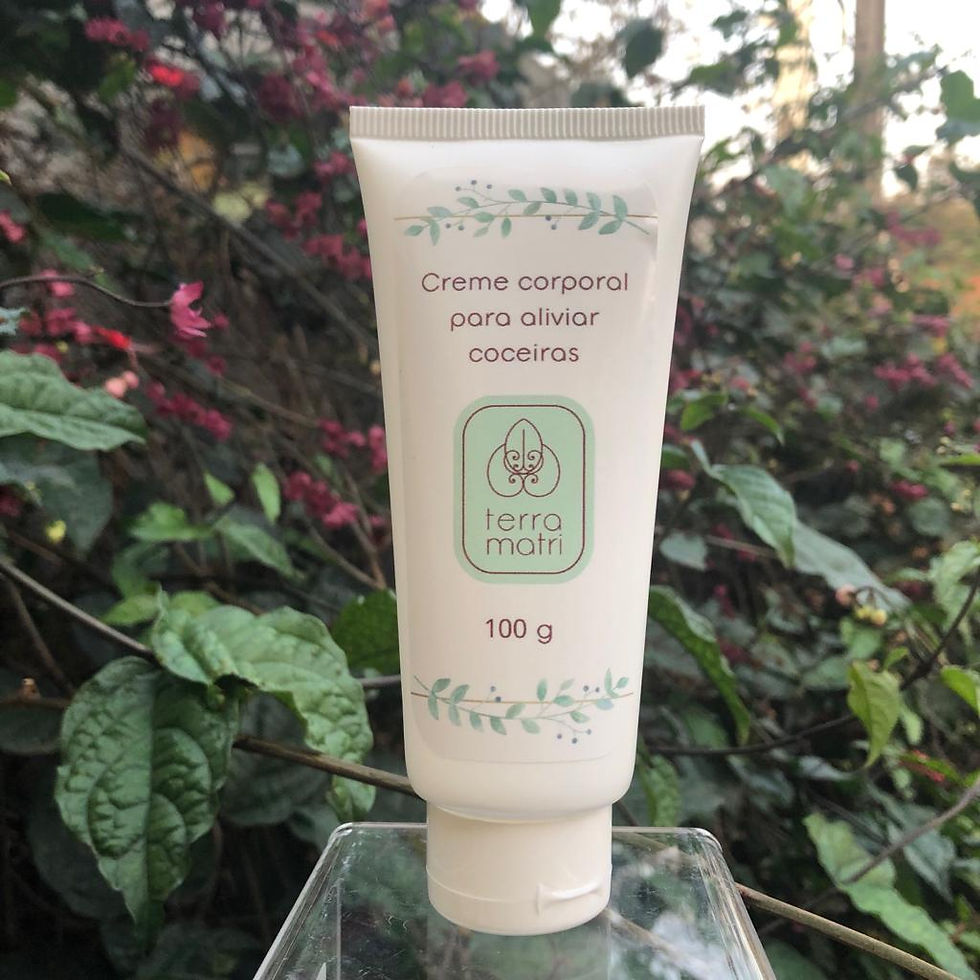 Creme corporal
para aliviar
coceiras
terra
matri
100 g